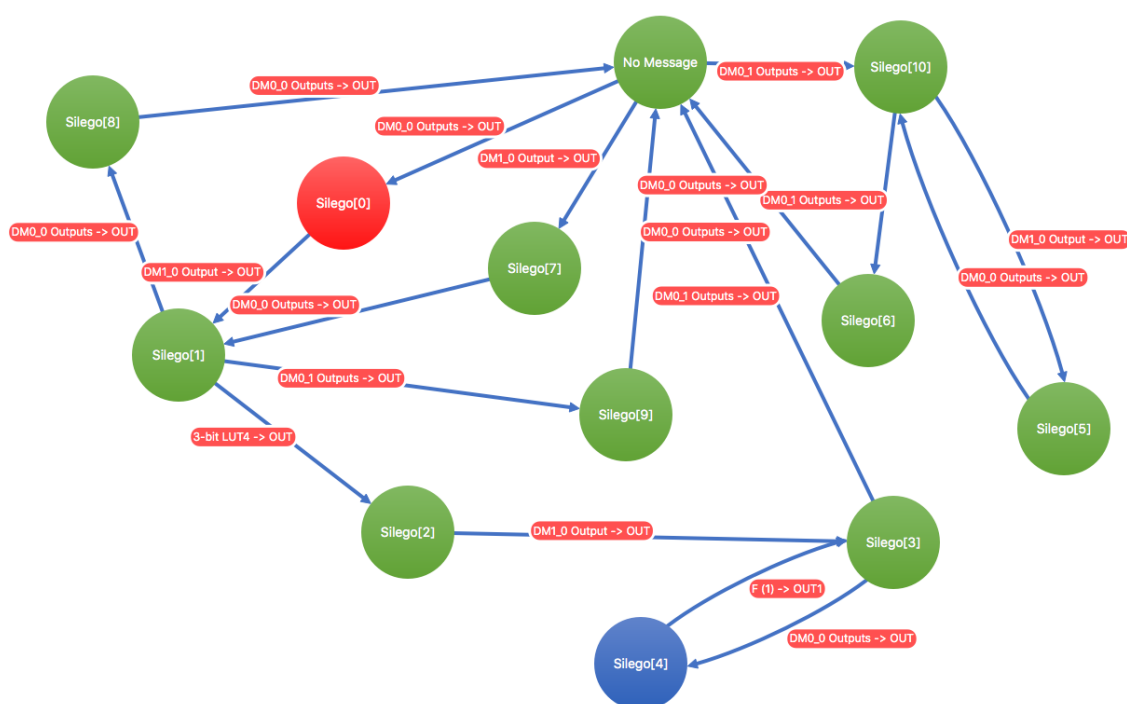 No Message
Silego[10]
DM0_1 Outputs -> OUT
DM0_0 Outputs -> OUT
Silego[8]
DM0_0 Outputs -> OUT
DM1_0 Output -> OUT
DM0_0 Outputs -> OUT
Silego[0]
DM0_1 Outputs -> OUT
DM0_0 Outputs -> OUT
DM0_0 Outputs -> OUT
DM1_0 Output -> OUT
DM1_0 Output -> OUT
Silego[7]
DM0_0 Outputs -> OUT
DM0_0 Outputs -> OUT
DM0_1 Outputs -> OUT
Silego[6]
Silego[1]
DM0_1 Outputs -> OUT
Silego[9]
Silego[5]
3-bit LUT4 -> OUT
Silego[2]
DM1_0 Output -> OUT
Silego[3]
F (1) -> OUT1
DM0_0 Outputs -> OUT
Silego[4]